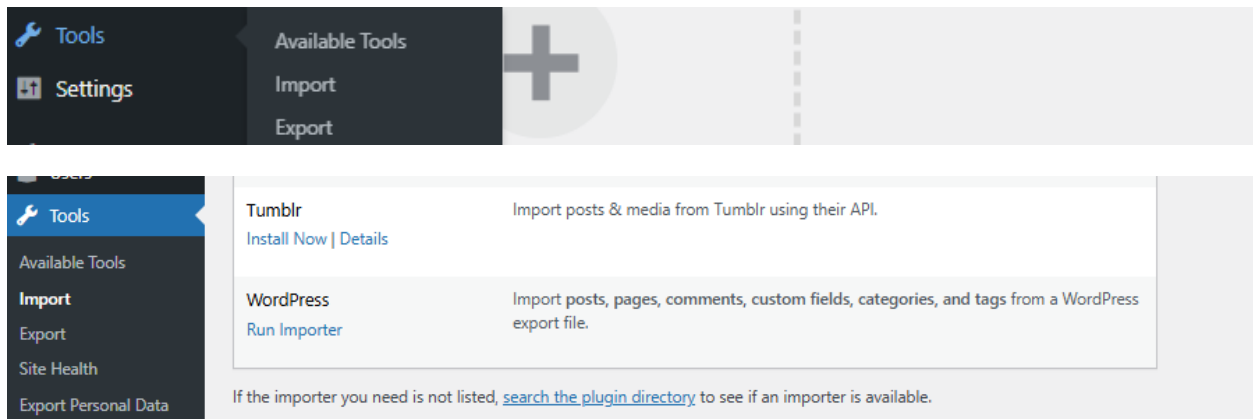 Tools
Available Tools
Import
Settings
Export
Users
Tools
Available Tools
Import
Export
Site Health
Export Personal Data
Tumblr
Import posts & media from Tumblr using their API.
Install Now | Details
WordPress
Import posts, pages, comments, custom fields, categories, and tags from a WordPress
export file.
Run Importer
If the importer you need is not listed, search the plugin directory to see if an importer is available.